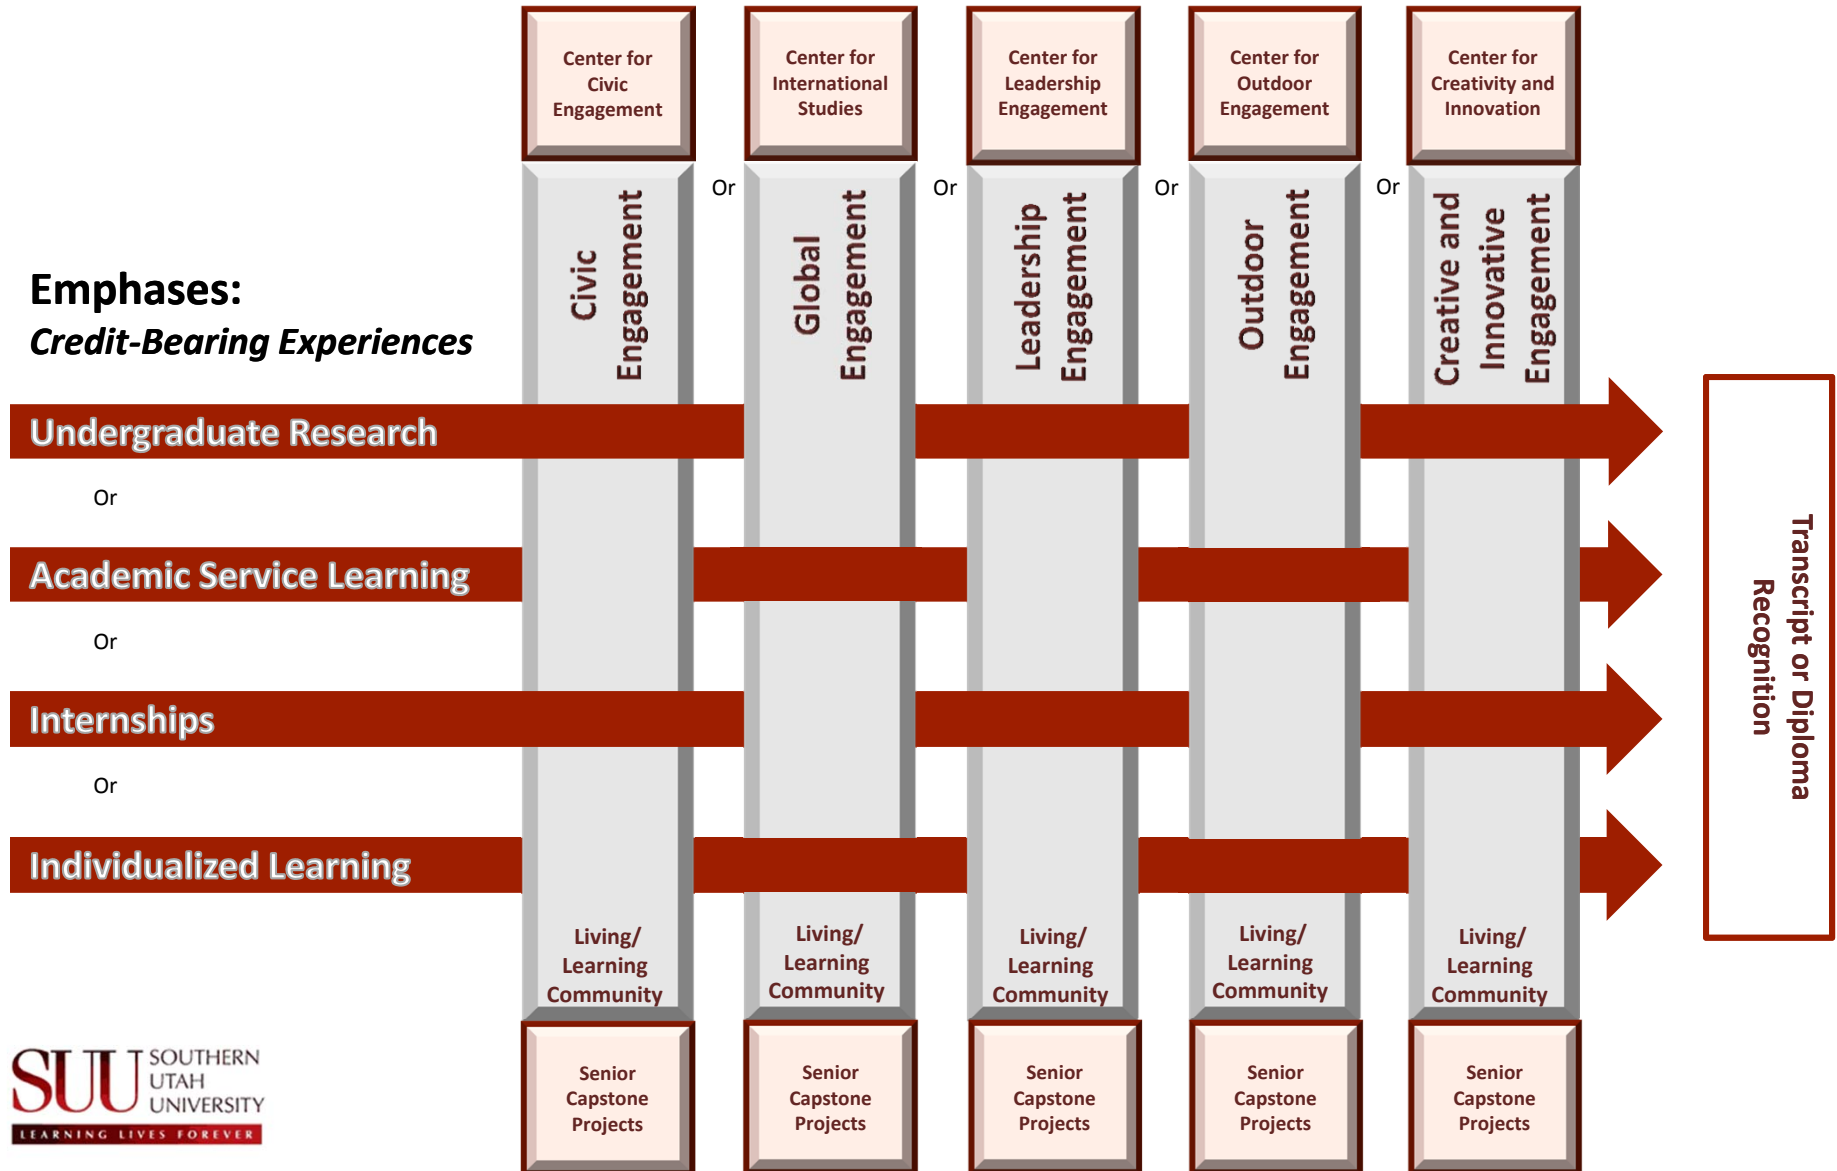 Center for
Civic
Engagement
Center for
International
Studies
Center for
Leadership
Engagement
Center for
Outdoor
Engagement
Center for
Creativity and
Innovation
Civic
Engagement
Or
Global
Engagement
Or
Leadership
Engagement
Or
Outdoor
Engagement
Or
Creative and
Innovative
Engagement
Emphases:
Credit-Bearing Experiences
Undergraduate Research
Or
Academic Service Learning
Or
Internships
Or
Individualized Learning
Transcript or Diploma
Recognition
Living/
Learning
Community
Living/
Learning
Community
Living/
Learning
Community
Living/
Learning
Community
Living/
Learning
Community
Senior
Capstone
Projects
Senior
Capstone
Projects
Senior
Capstone
Projects
Senior
Capstone
Projects
Senior
Capstone
Projects
SUU
SOUTHERN
UTAH
UNIVERSITY
LEARNING LIVES FOREVER